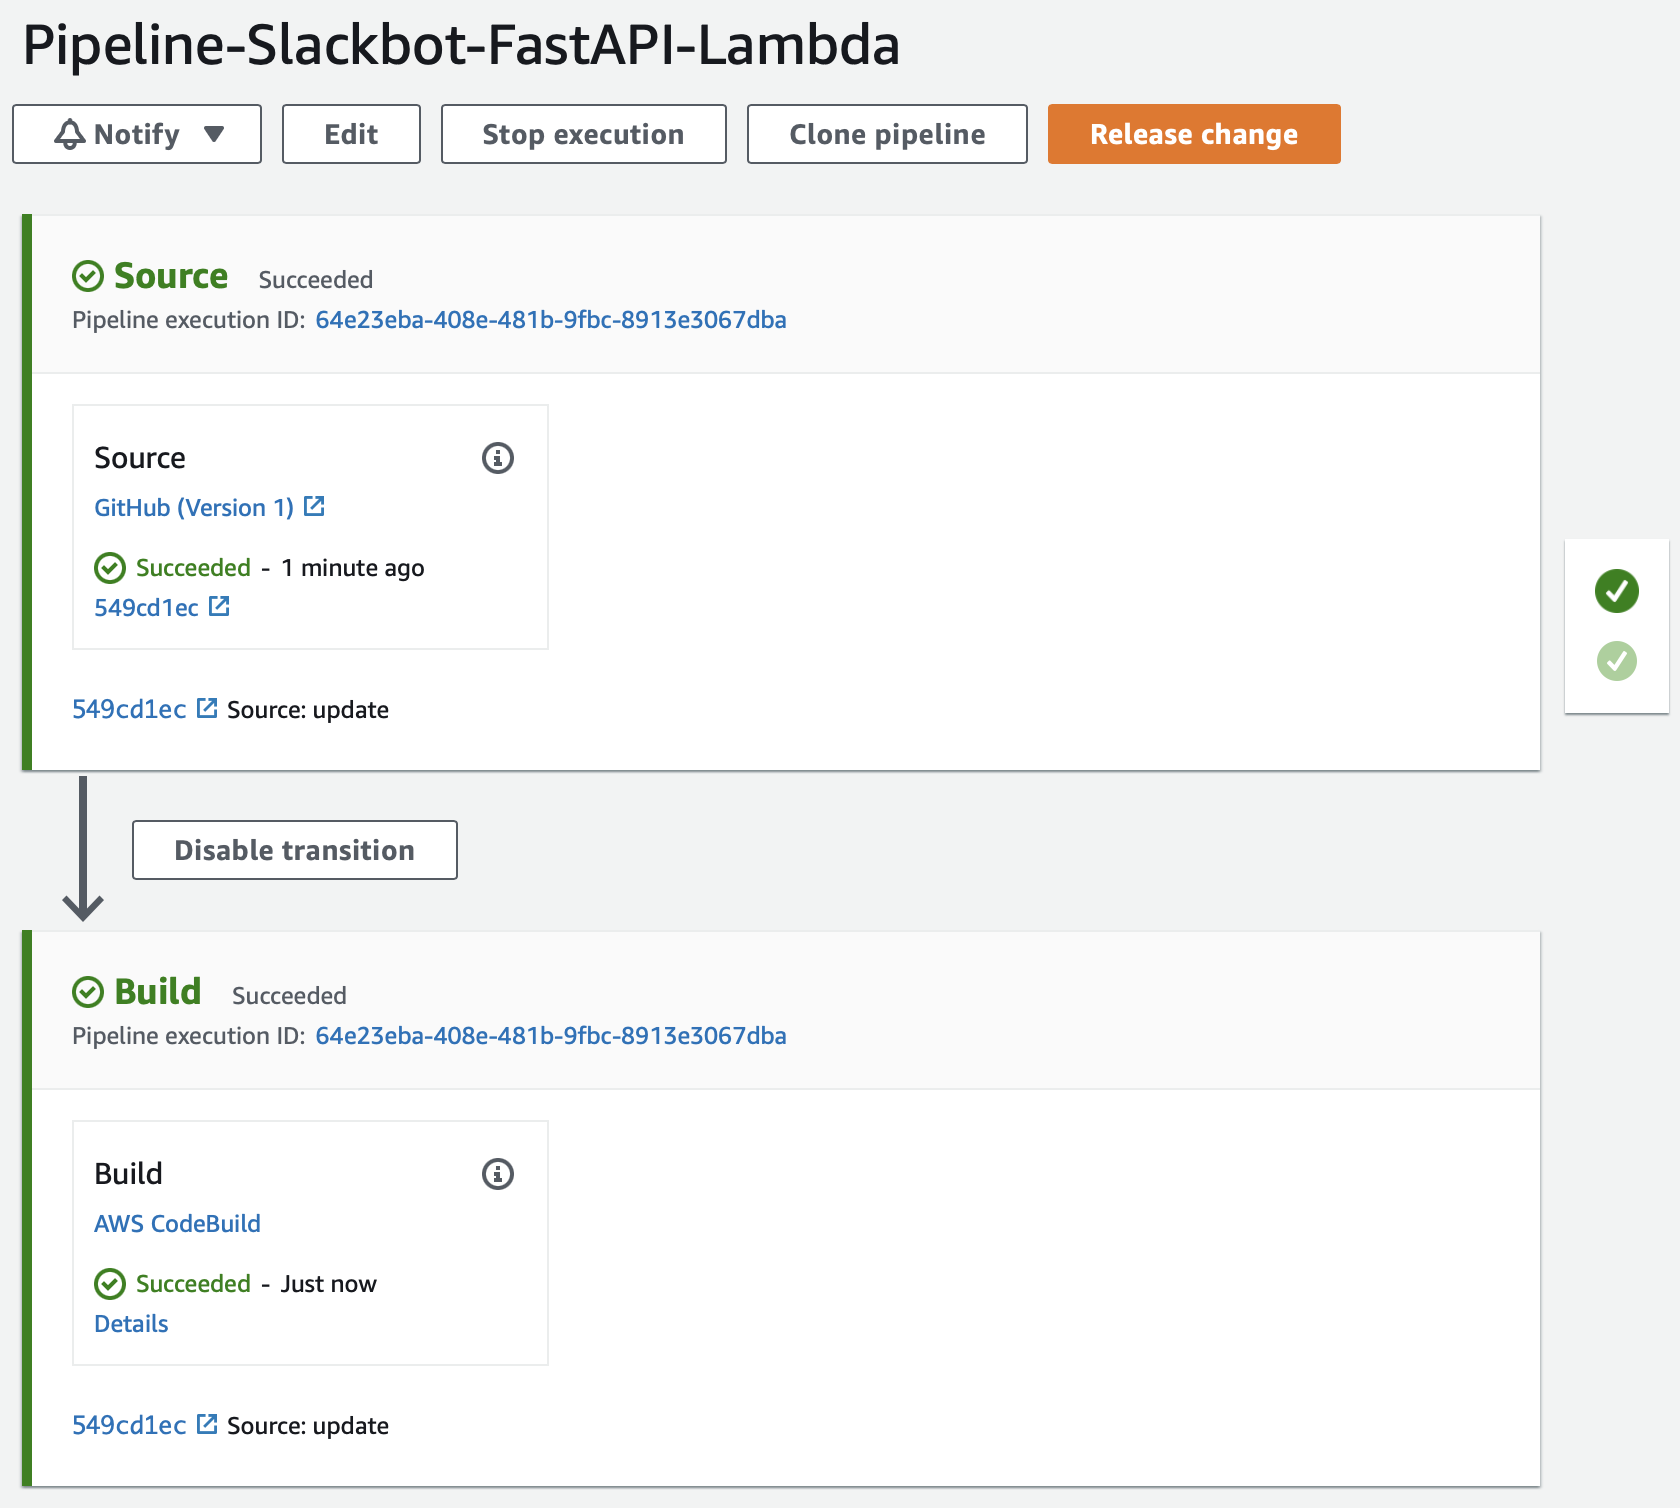 Pipeline-Slackbot-FastAPI-Lambda
Notify Edit Stop execution Clone pipeline Release change
Source Succeeded
Pipeline execution ID: 64e23eba-408e-481b-9fbc-8913e3067dba
Source
GitHub (Version 1)
Succeeded - 1 minute ago
549cd1ec
549cd1ec Source: update
Disable transition
Build Succeeded
Pipeline execution ID: 64e23eba-408e-481b-9fbc-8913e3067dba
Build
AWS CodeBuild
Succeeded - Just now
Details
549cd1ec Source: update